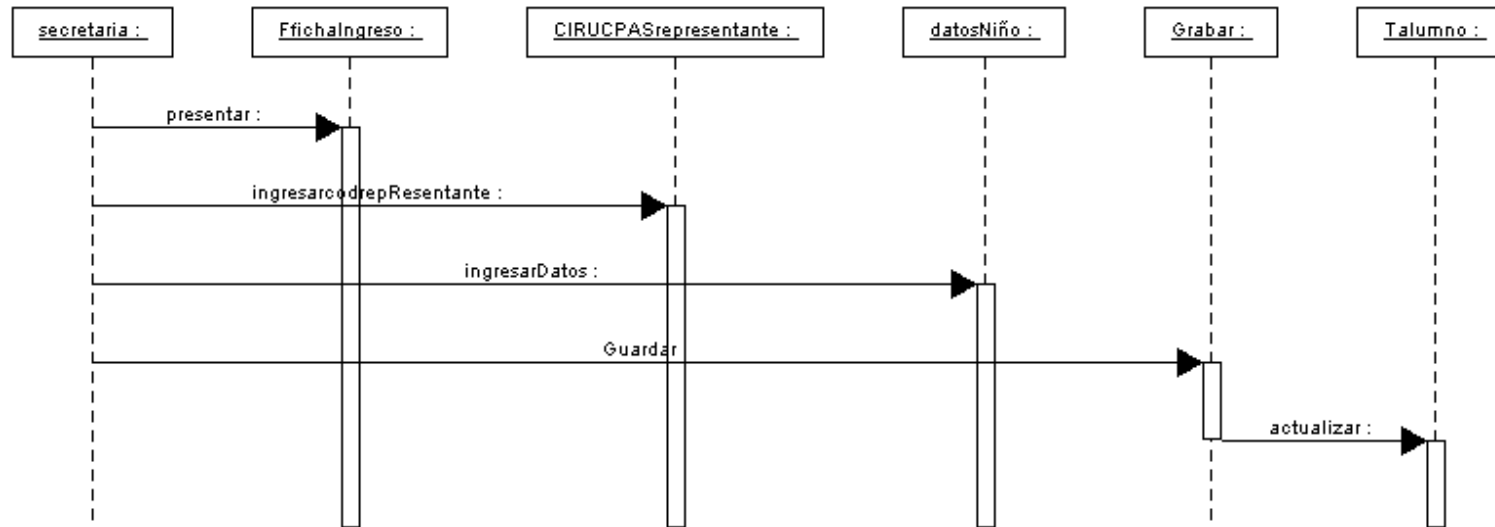 secretaria :
FfichaIngreso :
CIRUCPASrepresentante :
datosNiño :
Grabar :
Talumno :
presentar :
ingresarcodrepResentante :
ingresarDatos :
Guardar
actualizar :